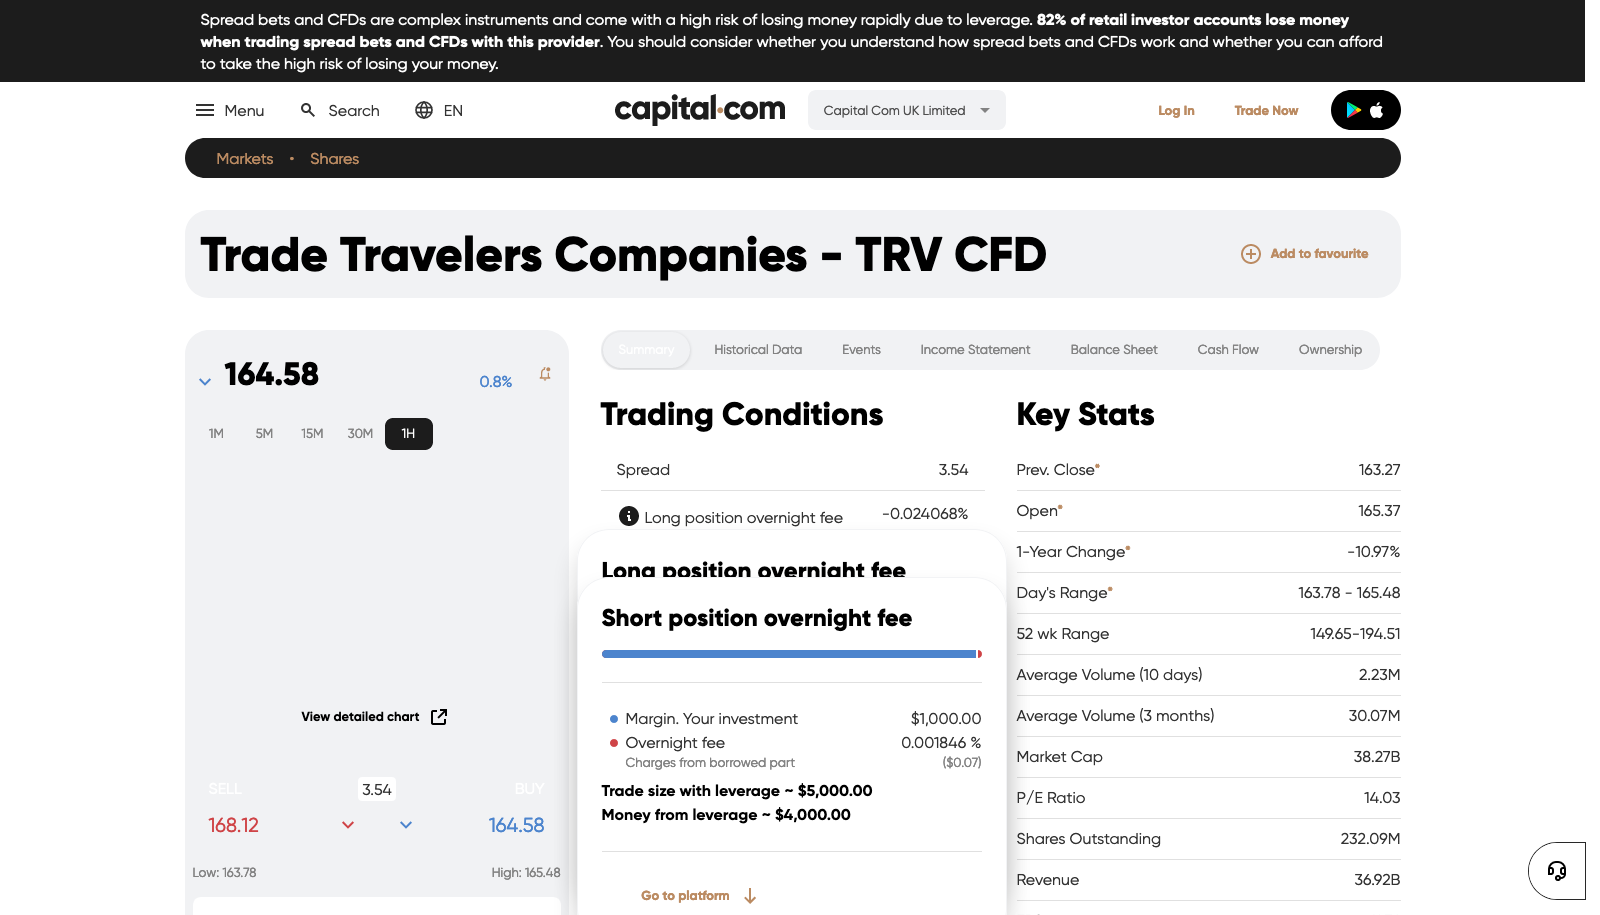 Spread bets and CFDs are complex instruments and come with a high risk of losing money rapidly due to leverage. 82% of retail investor accounts lose money
when trading spread bets and CFDs with this provider. You should consider whether you understand how spread bets and CFDs work and whether you can afford
to take the high risk of losing your money.
Menu
Search
EN
capital.com
Capital Com UK Limited
Log In
Trade Now
Markets
Shares
Trade Travelers Companies - TRV CFD
Add to favourite
164.58
0.8%
1M
5M
15M
30M
1H
View detailed chart
SELL
3.54
BUY
168.12
164.58
Low: 163.78
High: 165.48
Summary
Historical Data
Events
Income Statement
Balance Sheet
Cash Flow
Ownership
Trading Conditions
Spread 3.54
Long position overnight fee -0.024068%
Long position overnight fee
Short position overnight fee
Margin. Your investment $1,000.00
Overnight fee 0.001846 %
Charges from borrowed part ($0.07)
Trade size with leverage ~ $5,000.00
Money from leverage ~ $4,000.00
Go to platform
Key Stats
Prev. Close* 163.27
Open* 165.37
1-Year Change* -10.97%
Day's Range* 163.78 - 165.48
52 wk Range 149.65-194.51
Average Volume (10 days) 2.23M
Average Volume (3 months) 30.07M
Market Cap 38.27B
P/E Ratio 14.03
Shares Outstanding 232.09M
Revenue 36.92B